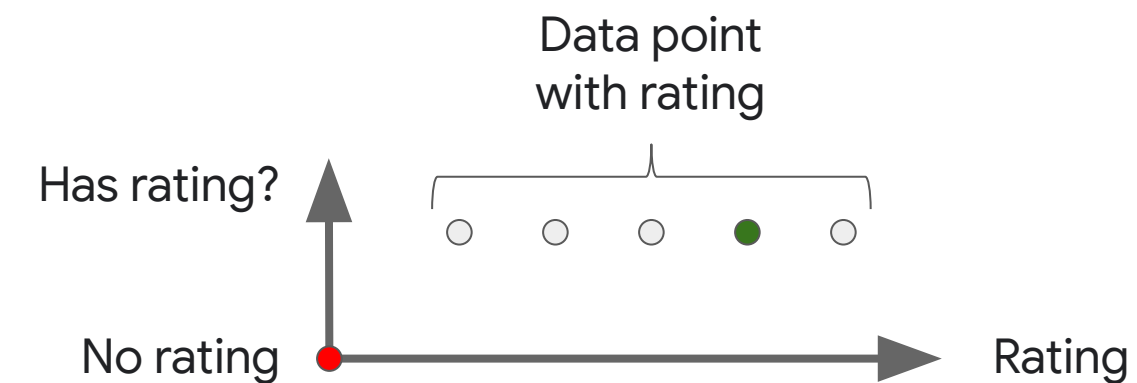 Data point
with rating
Has rating?
No rating
Rating